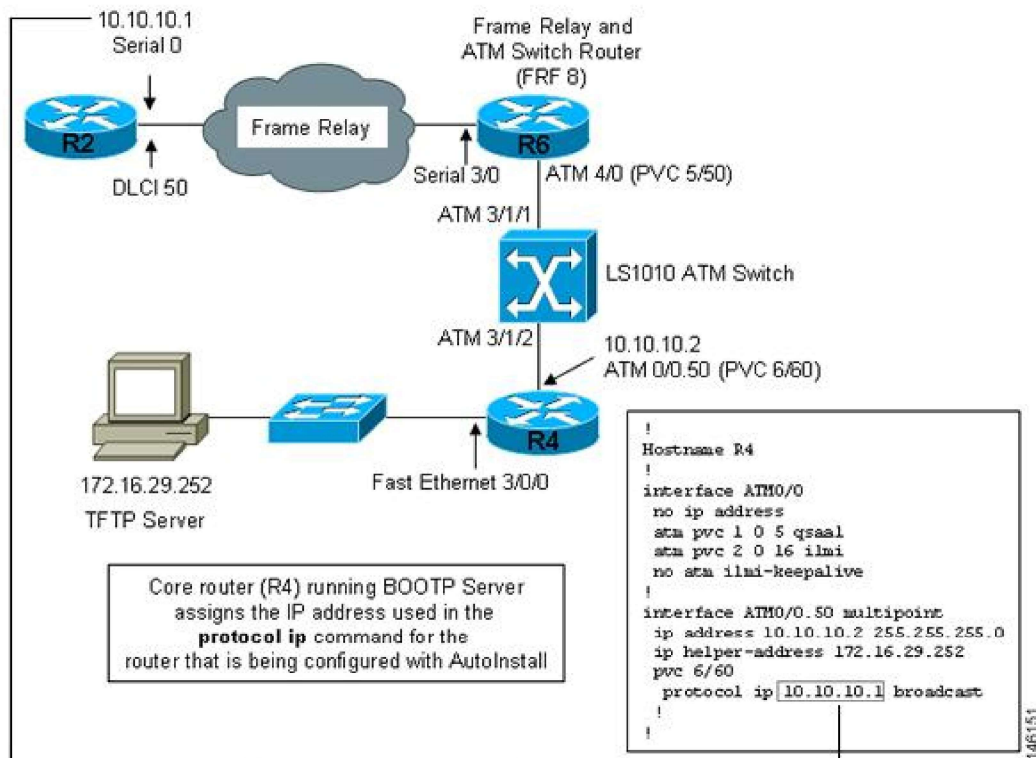 10.10.10.1
Serial 0
R2
DLCI 50
Frame Relay
Frame Relay and
ATM Switch Router
(FRF 8)
R6
Serial 3/0
ATM 4/0 (PVC 5/50)
ATM 3/1/1
LS1010 ATM Switch
ATM 3/1/2
10.10.10.2
ATM 0/0.50 (PVC 6/60)
R4
Fast Ethernet 3/0/0
172.16.29.252
TFTP Server
Core router (R4) running BOOTP Server
assigns the IP address used in the
protocol ip command for the
router that is being configured with AutoInstall
!
Hostname R4
!
interface ATM0/0
no ip address
atm pvc 1 0 5 qsaal
atm pvc 2 0 16 ilmi
no atm ilmi-keepalive
!
interface ATM0/0.50 multipoint
ip address 10.10.10.2 255.255.255.0
ip helper-address 172.16.29.252
pvc 6/60
protocol ip 10.10.10.1 broadcast
!
!
146151